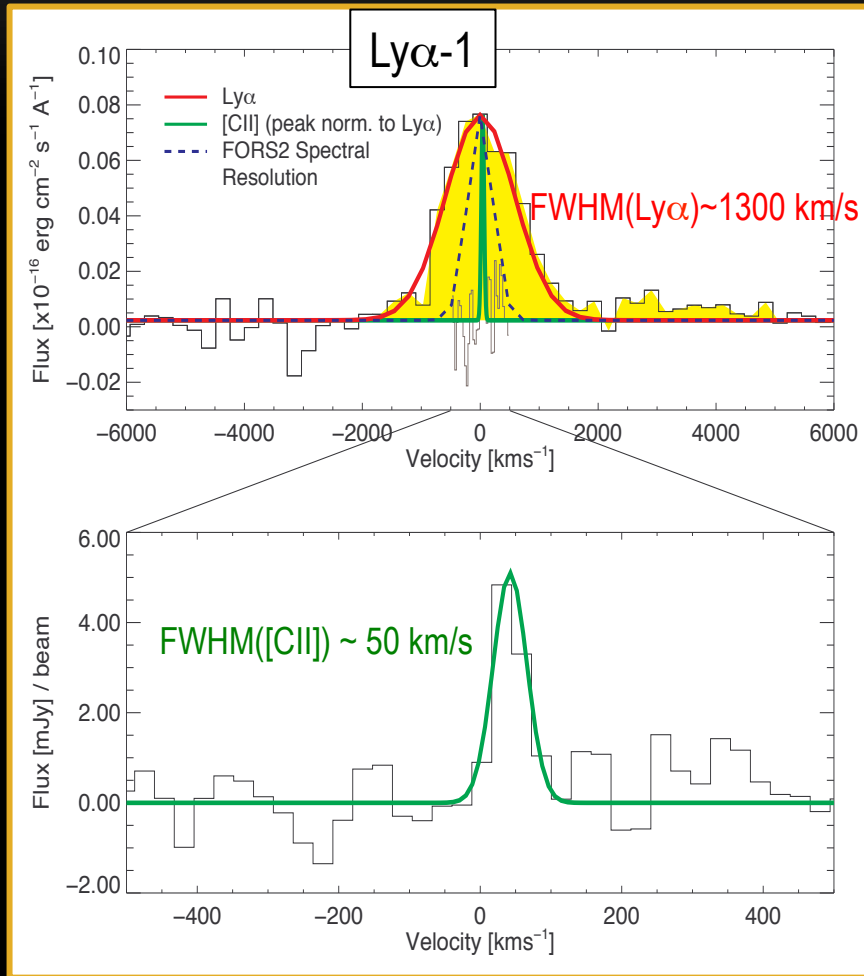 Lyα-1
0.10
0.08
0.06
0.04
0.02
0.00
−0.02
Flux [x10⁻¹⁶ erg cm⁻² s⁻¹ A⁻¹]
Lyα
[CII] (peak norm. to Lyα)
FORS2 Spectral
Resolution
FWHM(Lyα)~1300 km/s
−6000 −4000 −2000 0 2000 4000 6000
Velocity [kms⁻¹]
6.00
4.00
2.00
0.00
−2.00
Flux [mJy] / beam
FWHM([CII]) ~ 50 km/s
−400 −200 0 200 400
Velocity [kms⁻¹]